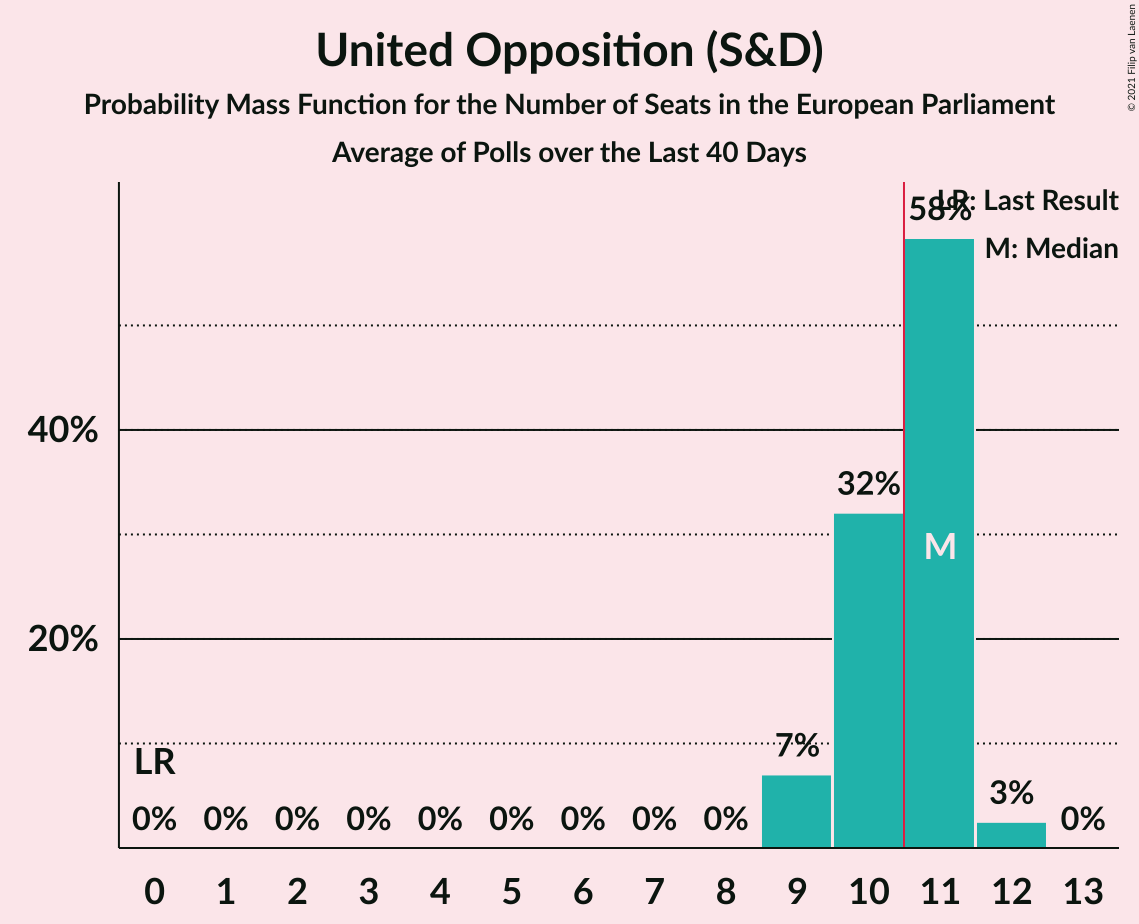 United Opposition (S&D)
Probability Mass Function for the Number of Seats in the European Parliament
Average of Polls over the Last 40 Days
© 2021 Filip van Laenen
LR: Last Result
M: Median
58%
40%
32%
M
20%
7%
LR
3%
0% 0% 0% 0% 0% 0% 0% 0% 0% 0%
0 1 2 3 4 5 6 7 8 9 10 11 12 13